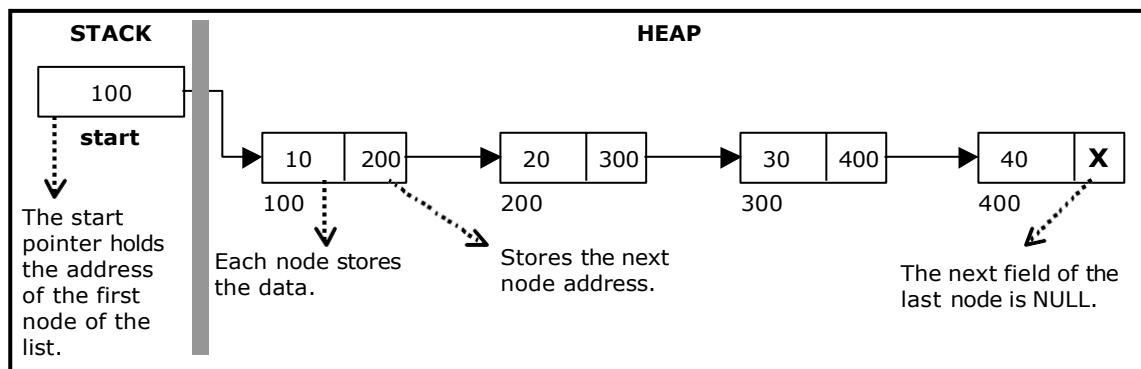 STACK
HEAP
100
start
10 200
20 300
30 400
40 X
100
200
300
400
The start
pointer holds
the address
of the first
node of the
list.
Each node stores
the data.
Stores the next
node address.
The next field of the
last node is NULL.